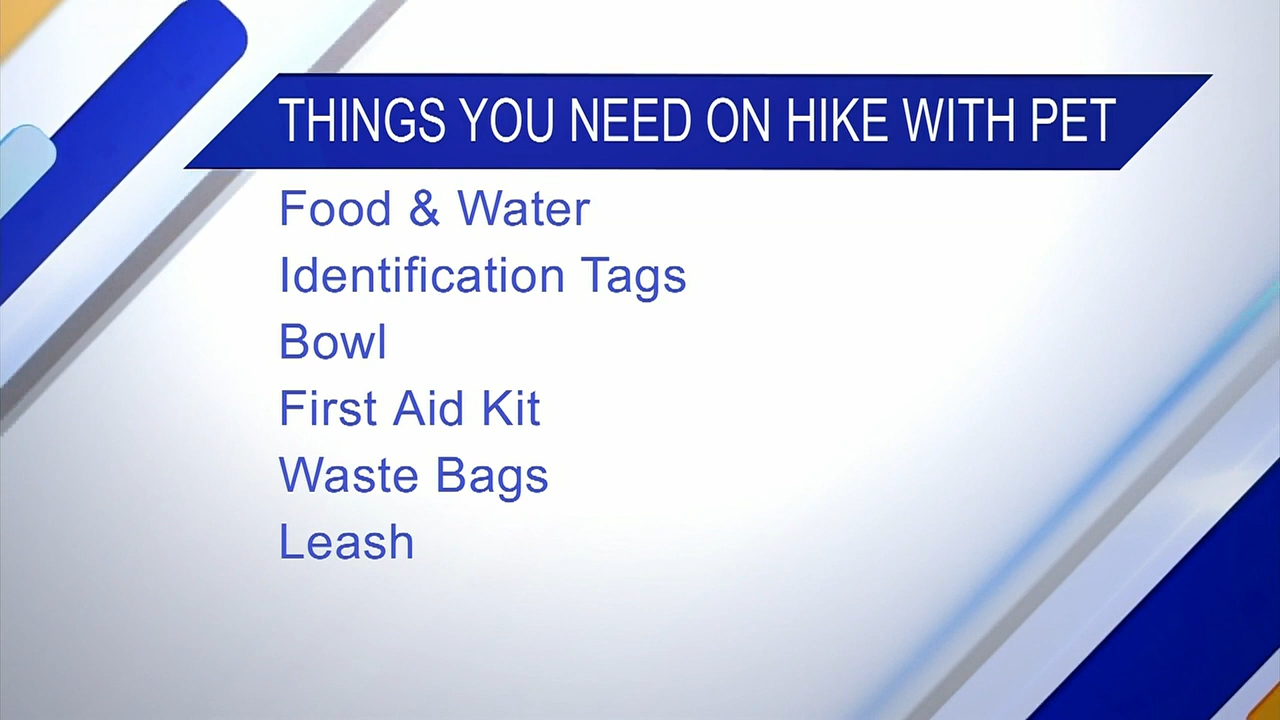 THINGS YOU NEED ON HIKE WITH PET
Food & Water
Identification Tags
Bowl
First Aid Kit
Waste Bags
Leash